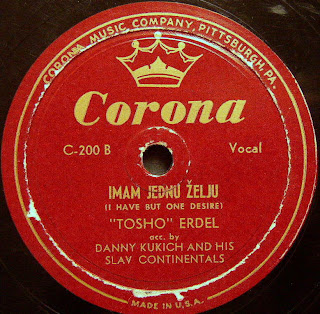 CORONA MUSIC COMPANY, PITTSBURGH, PA.
Corona
C-200 B Vocal
IMAM JEDNU ŽELJU
(I HAVE BUT ONE DESIRE)
"TOSHO" ERDEL
acc. by
DANNY KUKICH AND HIS
SLAV CONTINENTALS
MADE IN U.S.A.